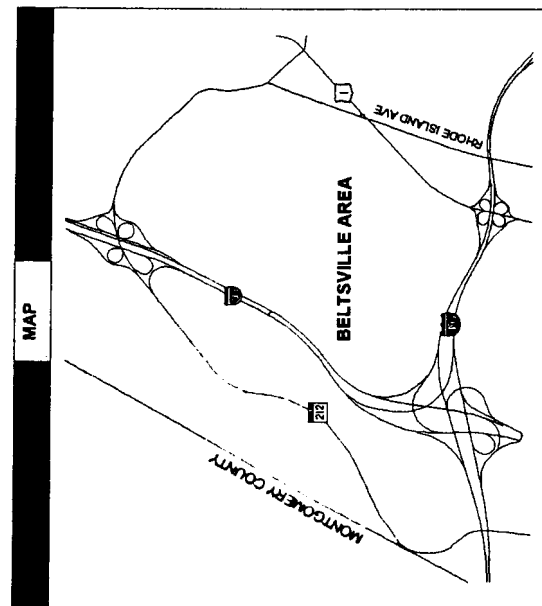 MAP
1
RHODE ISLAND AVE
BELTSVILLE AREA
212
MONTGOMERY COUNTY